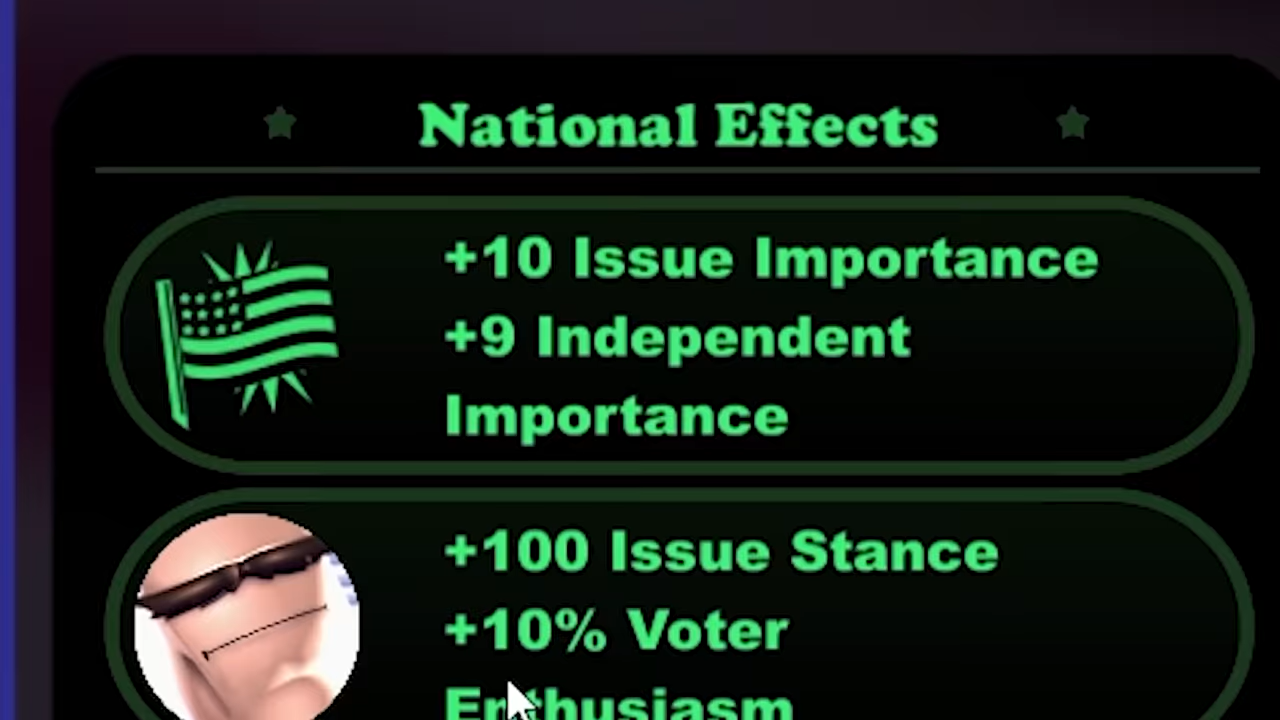 National Effects
+10 Issue Importance
+9 Independent
Importance
+100 Issue Stance
+10% Voter
Enthusiasm